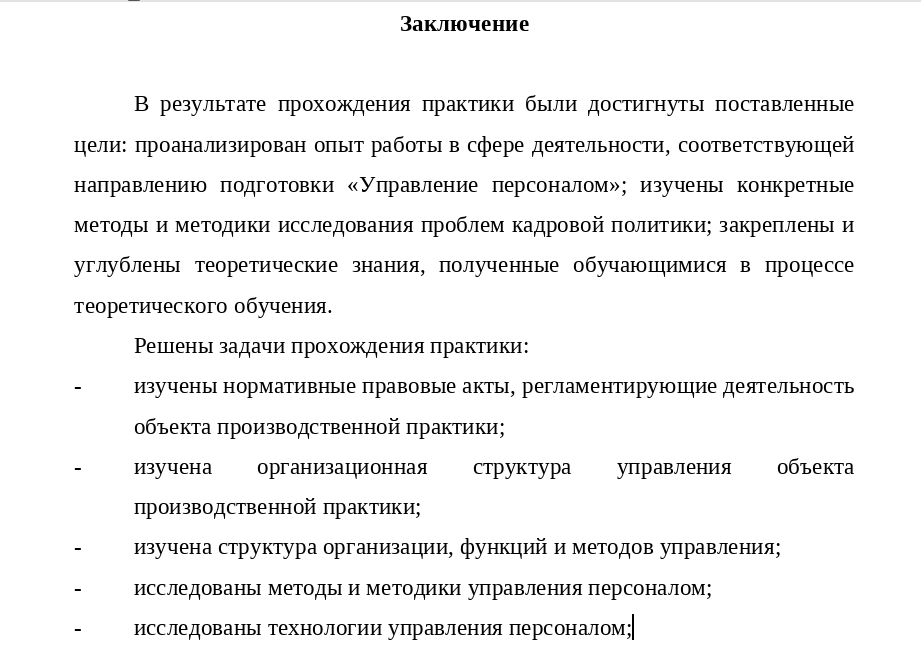 Заключение
В результате прохождения практики были достигнуты поставленные
цели: проанализирован опыт работы в сфере деятельности, соответствующей
направлению подготовки «Управление персоналом»; изучены конкретные
методы и методики исследования проблем кадровой политики; закреплены и
углублены теоретические знания, полученные обучающимися в процессе
теоретического обучения.
Решены задачи прохождения практики:
- изучены нормативные правовые акты, регламентирующие деятельность
объекта производственной практики;
- изучена организационная структура управления объекта
производственной практики;
- изучена структура организации, функций и методов управления;
- исследованы методы и методики управления персоналом;
- исследованы технологии управления персоналом;